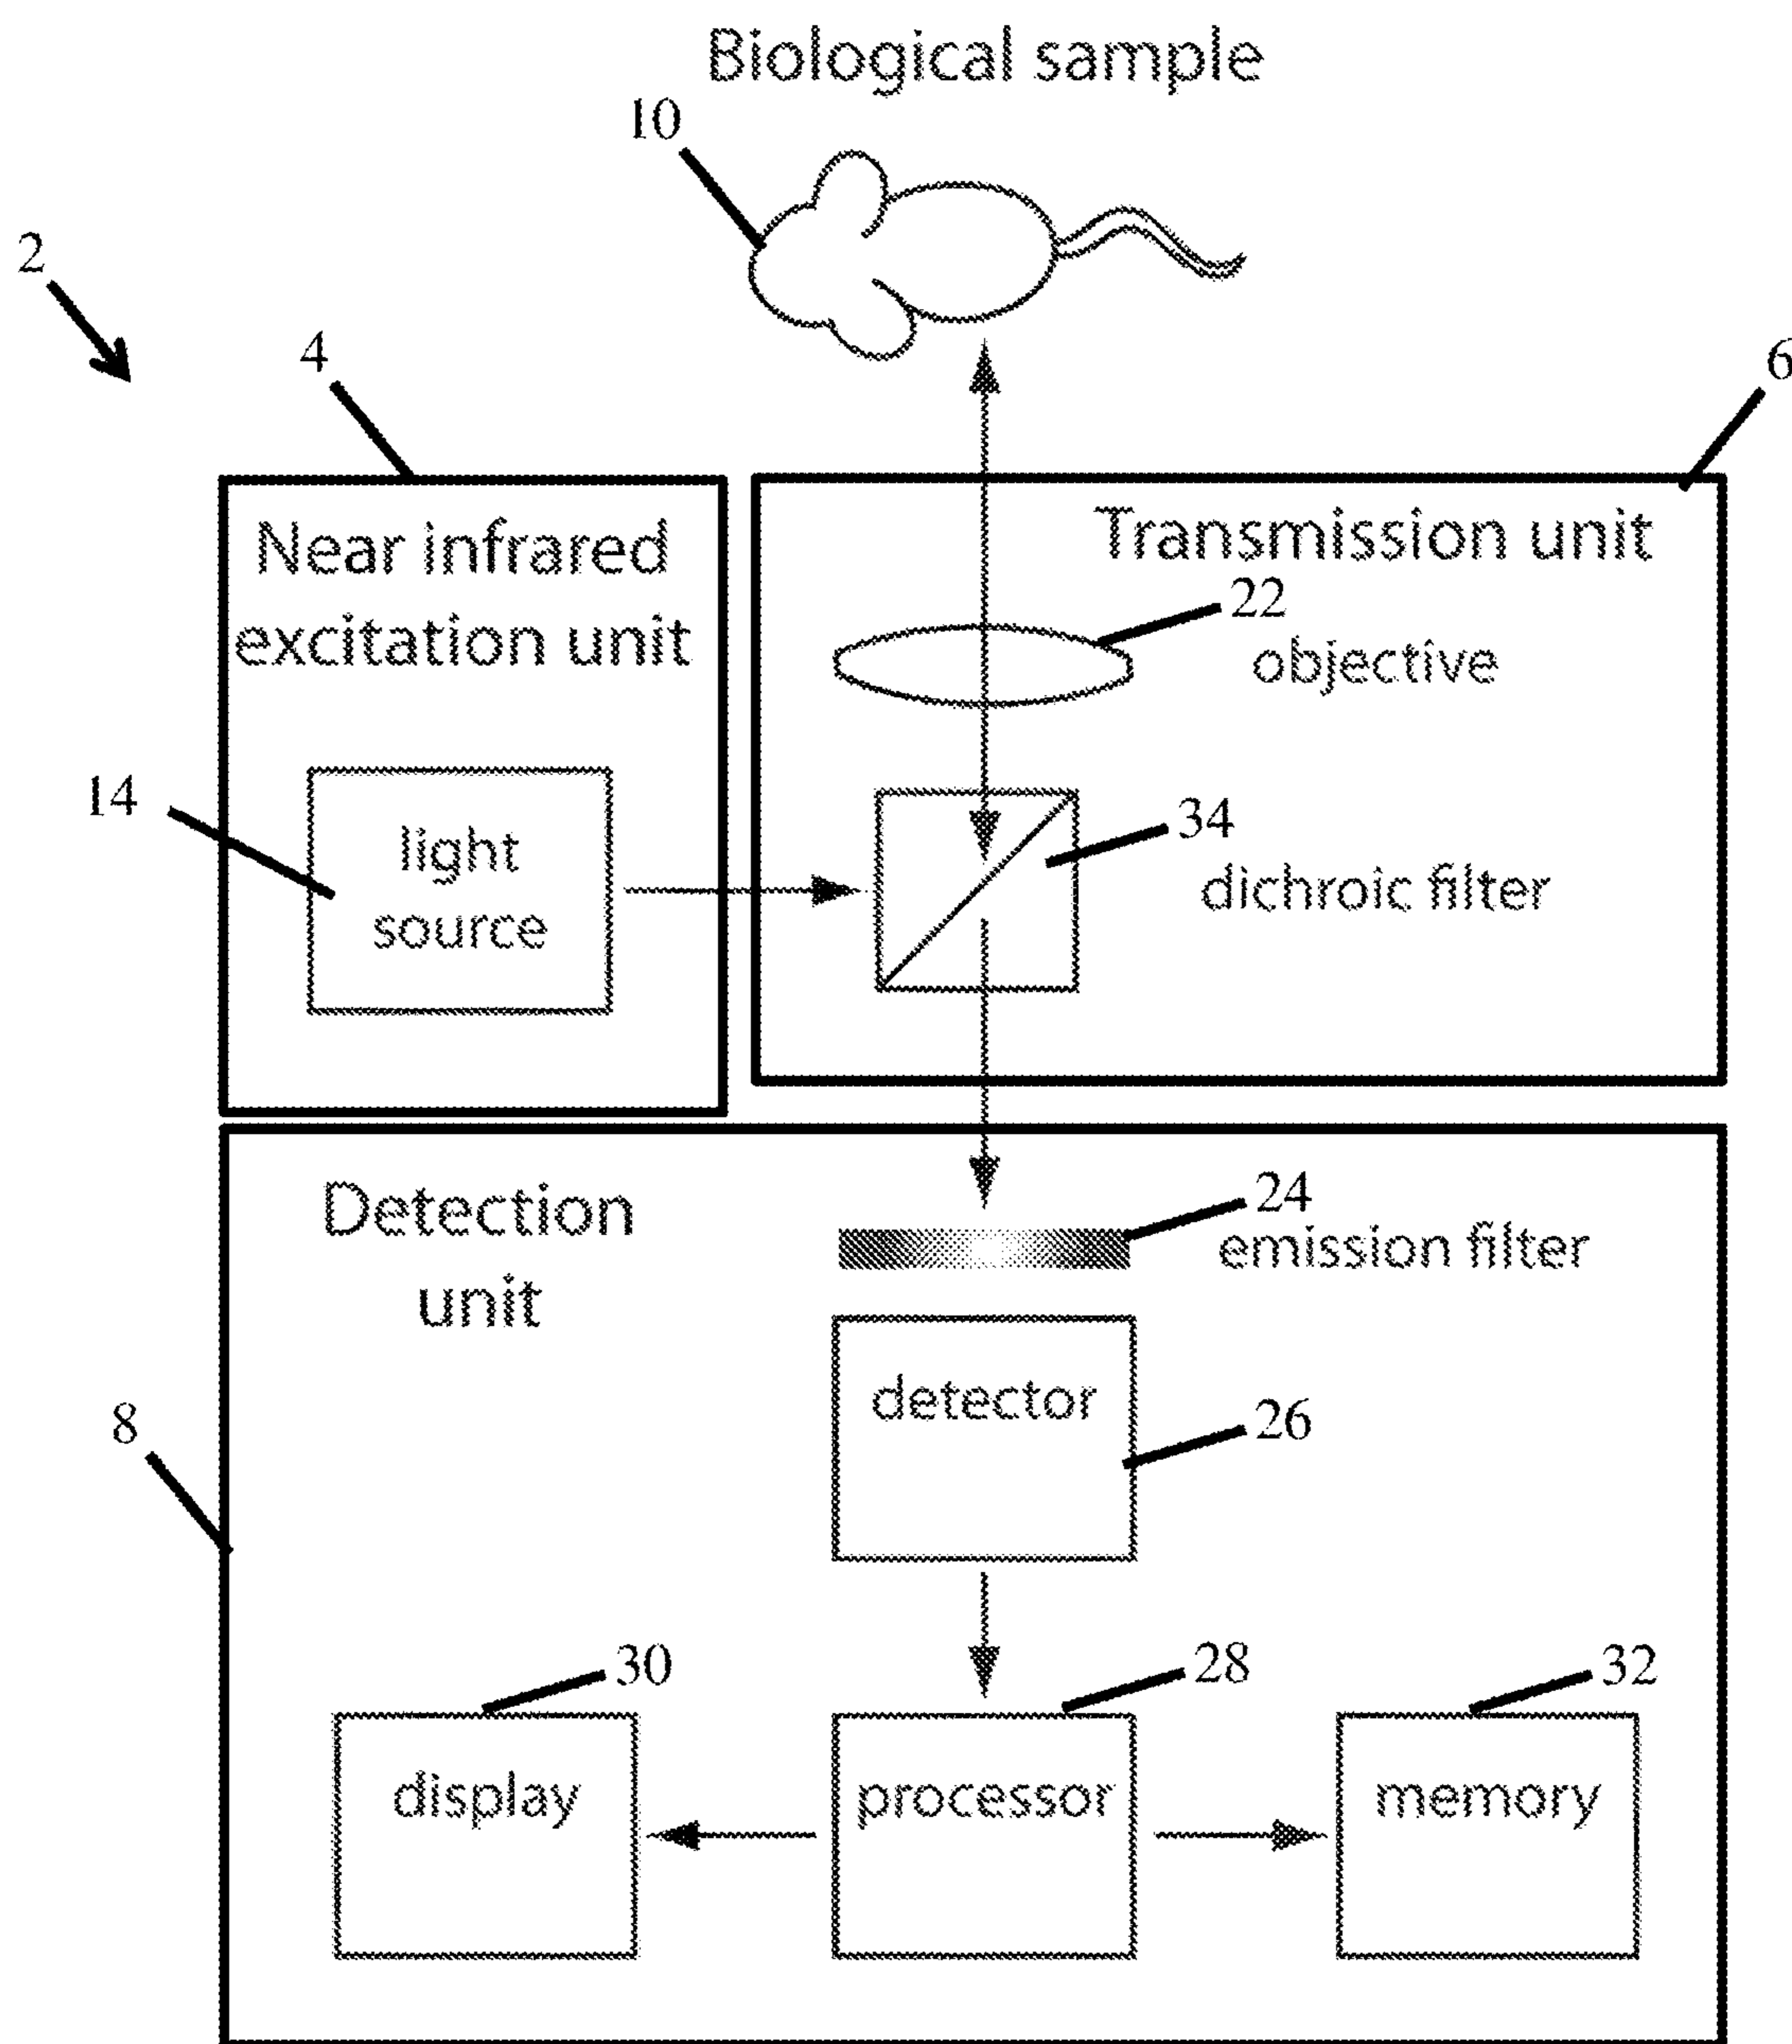 Biological sample
10
2
4
6
Near infrared
excitation unit
Transmission unit
22
objective
14
light
source
34
dichroic filter
Detection
unit
24
emission filter
detector
26
8
30
28
32
display
processor
memory